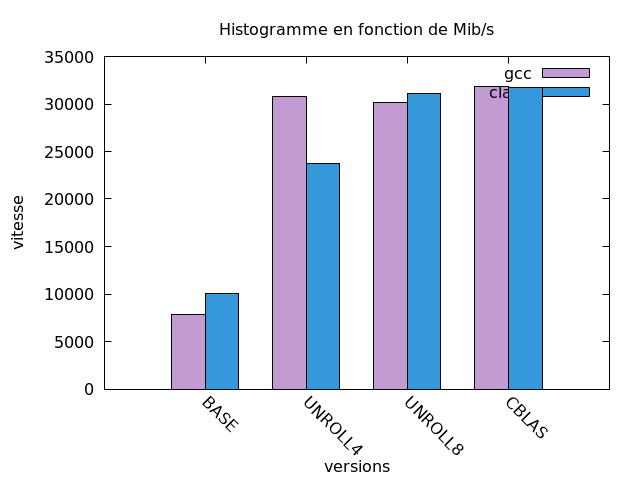 Histogramme en fonction de Mib/s
35000
30000
25000
20000
15000
10000
5000
0
vitesse
gcc
BASE
UNROLL4
UNROLL8
CBLAS
versions